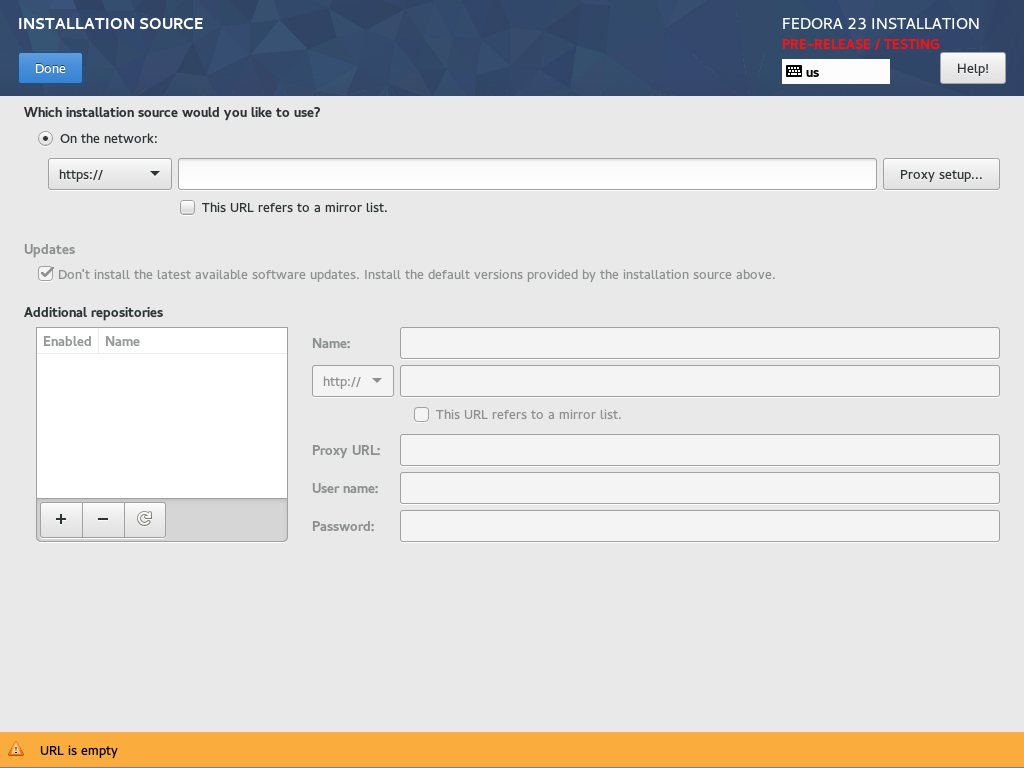 INSTALLATION SOURCE
FEDORA 23 INSTALLATION
PRE-RELEASE / TESTING
Done
us
Help!
Which installation source would you like to use?
On the network:
https://
Proxy setup...
This URL refers to a mirror list.
Updates
Don't install the latest available software updates. Install the default versions provided by the installation source above.
Additional repositories
Enabled Name
Name:
http://
This URL refers to a mirror list.
Proxy URL:
User name:
Password:
URL is empty